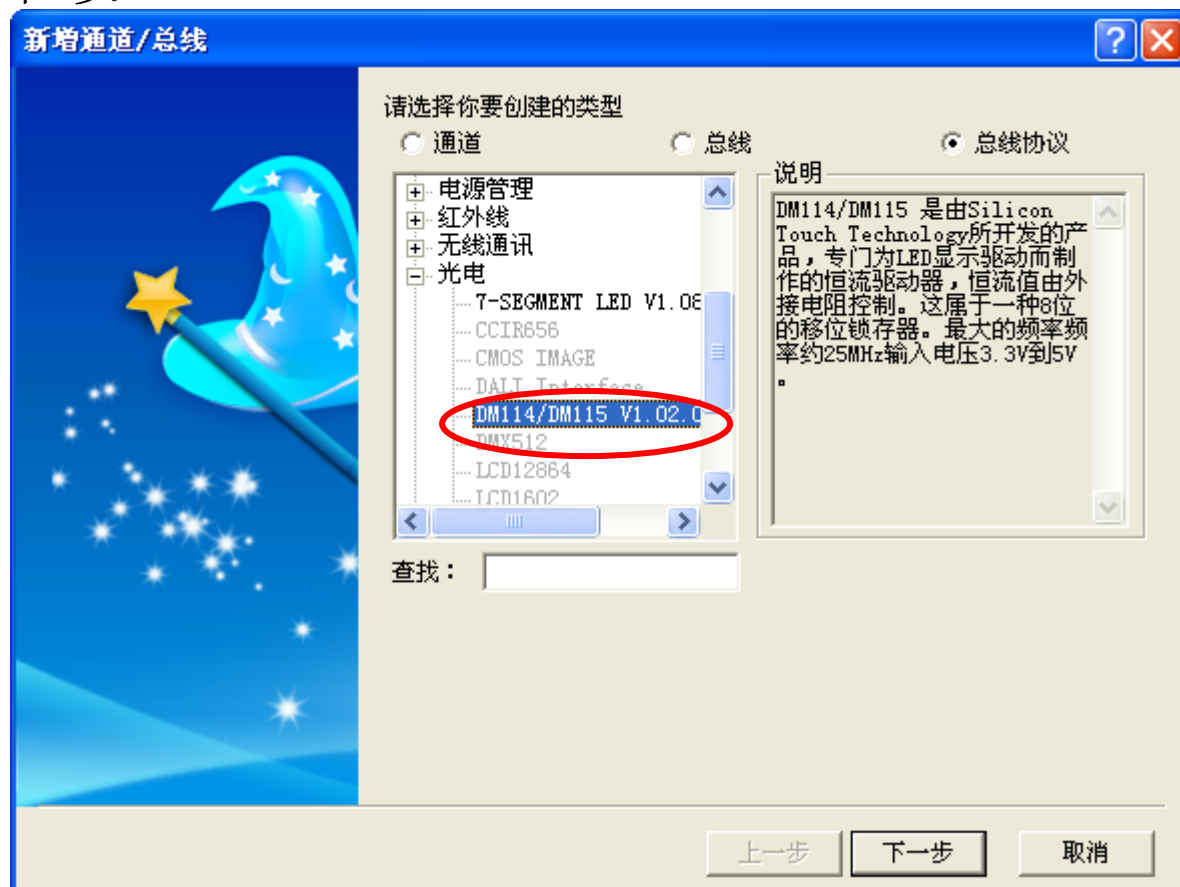 新增通道/总线
请选择你要创建的类型
通道
总线
总线协议
电源管理
红外线
无线通讯
光电
7-SEGMENT LED V1.08
CCIR656
CMOS IMAGE
DALI Interface
DM114/DM115 V1.02.0
DMX512
LCD12864
LCD1602
说明
DM114/DM115 是由Silicon
Touch Technology所开发的产
品，专门为LED显示驱动而制
作的恒流驱动器，恒流值由外
接电阻控制。这属于一种8位
的移位锁存器。最大的频率频
率约25MHz输入电压3.3V到5V
。
查找：
上一步
下一步
取消